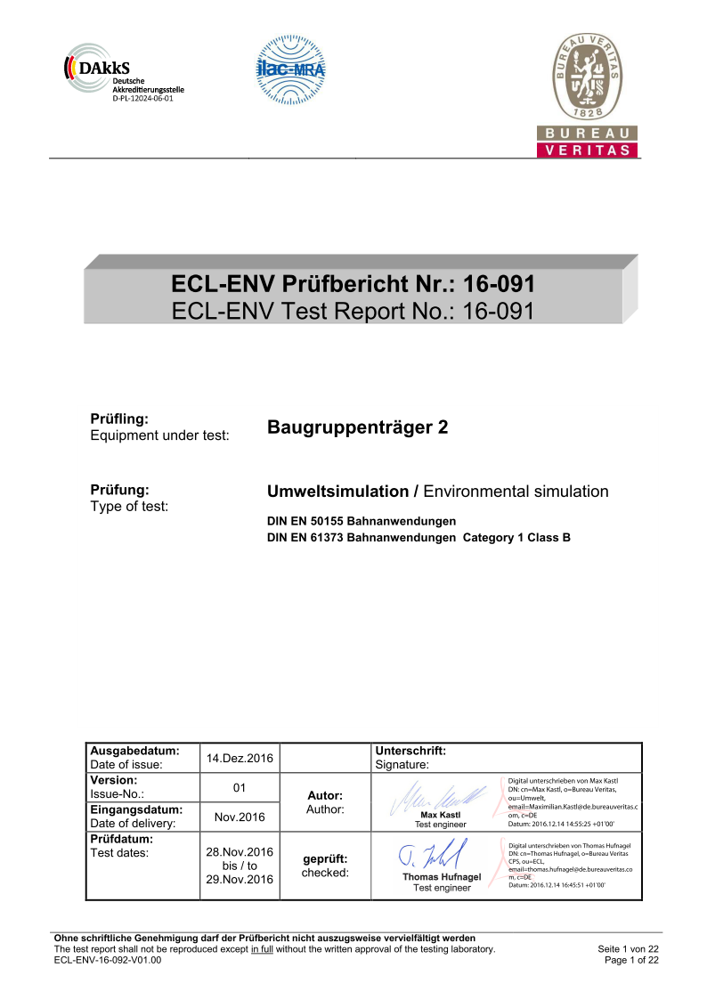 DAkkS
Deutsche
Akkreditierungsstelle
D-PL-12024-06-01
ilac-MRA
BUREAU VERITAS
1828
BUREAU
VERITAS
ECL-ENV Prüfbericht Nr.: 16-091
ECL-ENV Test Report No.: 16-091
Prüfling:
Equipment under test:
Baugruppenträger 2
Prüfung:
Type of test:
Umweltsimulation / Environmental simulation
DIN EN 50155 Bahnanwendungen
DIN EN 61373 Bahnanwendungen Category 1 Class B
Ausgabedatum:
Date of issue:
14.Dez.2016
Unterschrift:
Signature:
Version:
Issue-No.:
01
Autor:
Author:
Max Kastl
Test engineer
Digital unterschrieben von Max Kastl
DN: cn=Max Kastl, o=Bureau Veritas,
ou=Umwelt,
email=Maximilian.Kastl@de.bureauveritas.c
om, c=DE
Datum: 2016.12.14 14:55:25 +01'00'
Eingangsdatum:
Date of delivery:
Nov.2016
Prüfdatum:
Test dates:
28.Nov.2016
bis / to
29.Nov.2016
geprüft:
checked:
Thomas Hufnagel
Test engineer
Digital unterschrieben von Thomas Hufnagel
DN: cn=Thomas Hufnagel, o=Bureau Veritas
CPS, ou=ECL,
email=thomas.hufnagel@de.bureauveritas.co
m, c=DE
Datum: 2016.12.14 16:45:51 +01'00'
Ohne schriftliche Genehmigung darf der Prüfbericht nicht auszugsweise vervielfältigt werden
The test report shall not be reproduced except in full without the written approval of the testing laboratory.
ECL-ENV-16-092-V01.00
Seite 1 von 22
Page 1 of 22